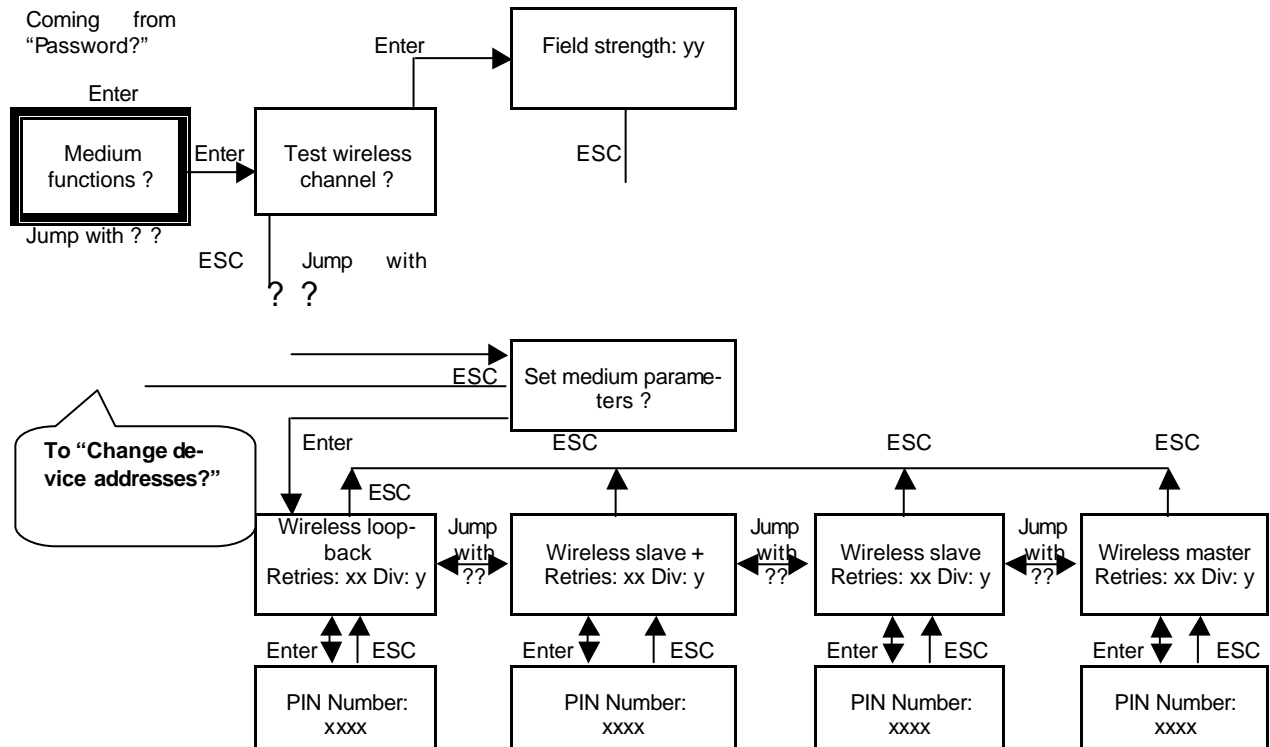 Coming from
“Password?”
Enter
Field strength: yy
Enter
Medium
functions ?
Enter
Test wireless
channel ?
ESC
Jump with ? ?
ESC
Jump with
? ?
ESC
Set medium parame-
ters ?
To “Change de-
vice addresses?”
Enter
ESC
ESC
ESC
ESC
Wireless loop-
back
Retries: xx Div: y
Jump
with
??
Wireless slave +
Retries: xx Div: y
Jump
with
??
Wireless slave
Retries: xx Div: y
Jump
with
??
Wireless master
Retries: xx Div: y
Enter
ESC
Enter
ESC
Enter
ESC
Enter
ESC
PIN Number:
xxxx
PIN Number:
xxxx
PIN Number:
xxxx
PIN Number:
xxxx